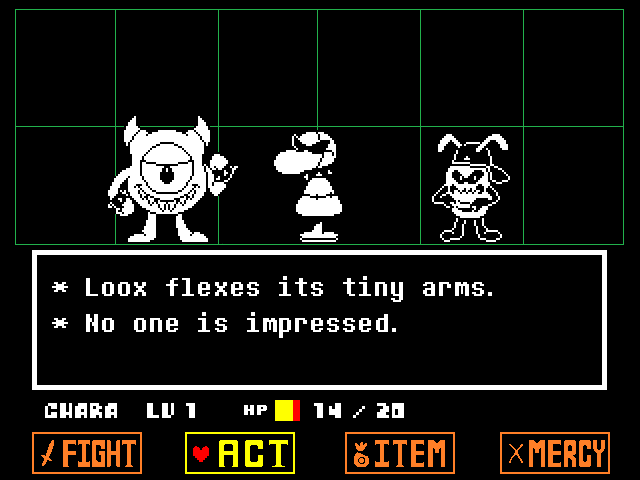 * Loox flexes its tiny arms.
* No one is impressed.
CHARA LV 1 HP 14 / 20
FIGHT ACT ITEM MERCY